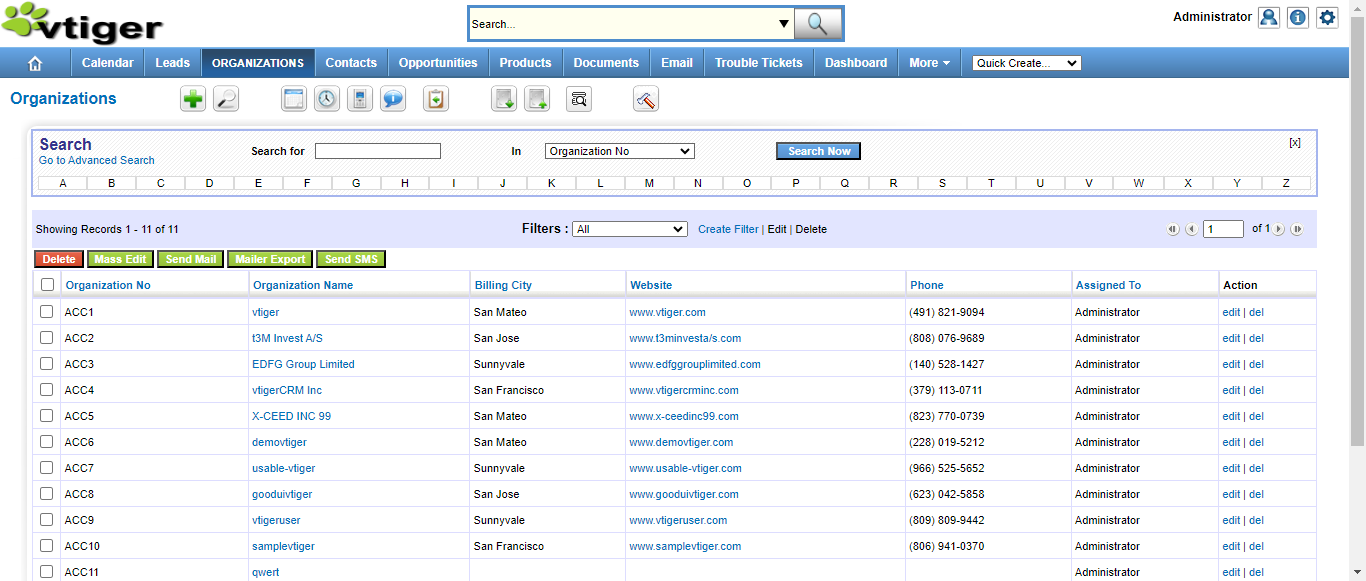 vtiger
Search...
Administrator
Calendar Leads ORGANIZATIONS Contacts Opportunities Products Documents Email Trouble Tickets Dashboard More Quick Create...
Organizations
Search
Go to Advanced Search
Search for In Organization No Search Now [x]
A B C D E F G H I J K L M N O P Q R S T U V W X Y Z
Showing Records 1 - 11 of 11 Filters : All Create Filter | Edit | Delete 1 of 1
Delete Mass Edit Send Mail Mailer Export Send SMS
Organization No Organization Name Billing City Website Phone Assigned To Action
ACC1 vtiger San Mateo www.vtiger.com (491) 821-9094 Administrator edit | del
ACC2 t3M Invest A/S San Jose www.t3minvesta/s.com (808) 076-9689 Administrator edit | del
ACC3 EDFG Group Limited Sunnyvale www.edfggrouplimited.com (140) 528-1427 Administrator edit | del
ACC4 vtigerCRM Inc San Francisco www.vtigercrminc.com (379) 113-0711 Administrator edit | del
ACC5 X-CEED INC 99 San Mateo www.x-ceedinc99.com (823) 770-0739 Administrator edit | del
ACC6 demovtiger San Mateo www.demovtiger.com (228) 019-5212 Administrator edit | del
ACC7 usable-vtiger Sunnyvale www.usable-vtiger.com (966) 525-5652 Administrator edit | del
ACC8 gooduivtiger San Jose www.gooduivtiger.com (623) 042-5858 Administrator edit | del
ACC9 vtigeruser Sunnyvale www.vtigeruser.com (809) 809-9442 Administrator edit | del
ACC10 samplevtiger San Francisco www.samplevtiger.com (806) 941-0370 Administrator edit | del
ACC11 qwert Administrator edit | del